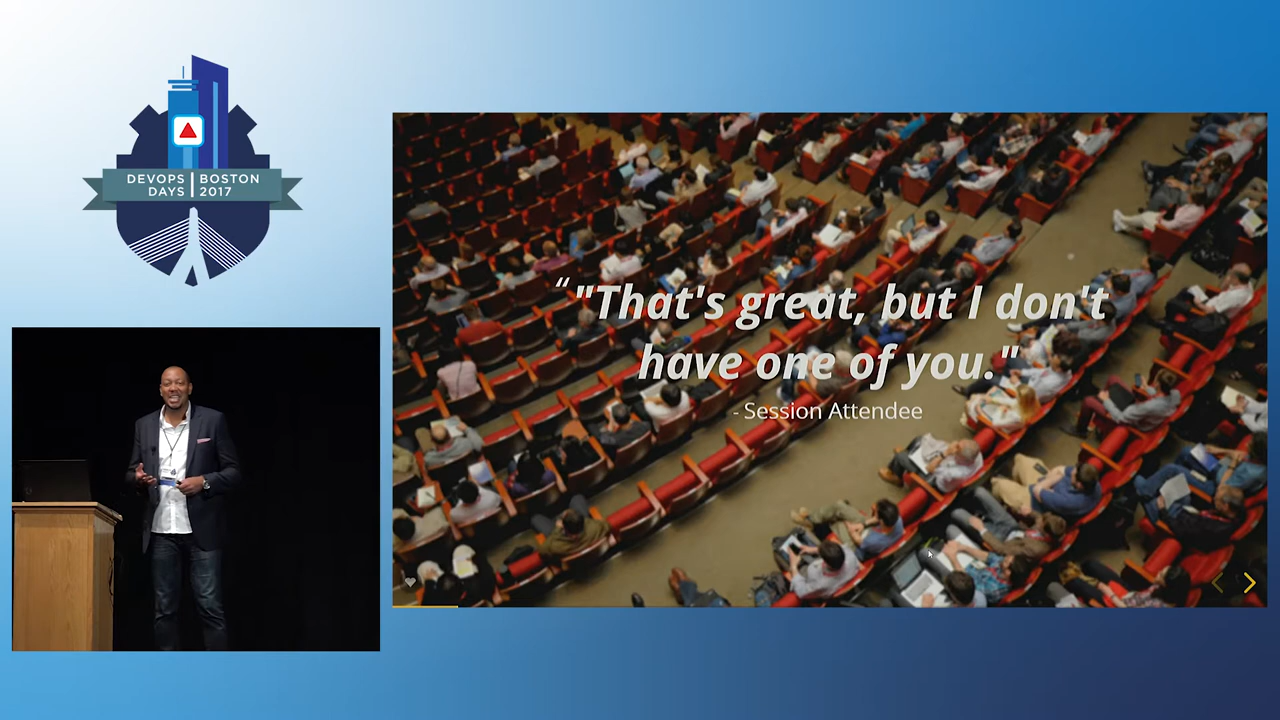 DEVOPS | BOSTON
DAYS | 2017
“"That's great, but I don't
have one of you."
- Session Attendee